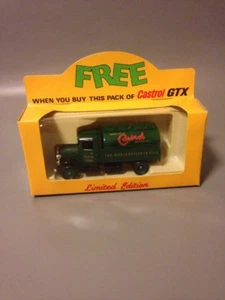 FREE
WHEN YOU BUY THIS PACK OF Castrol GTX
Castrol
Limited Edition